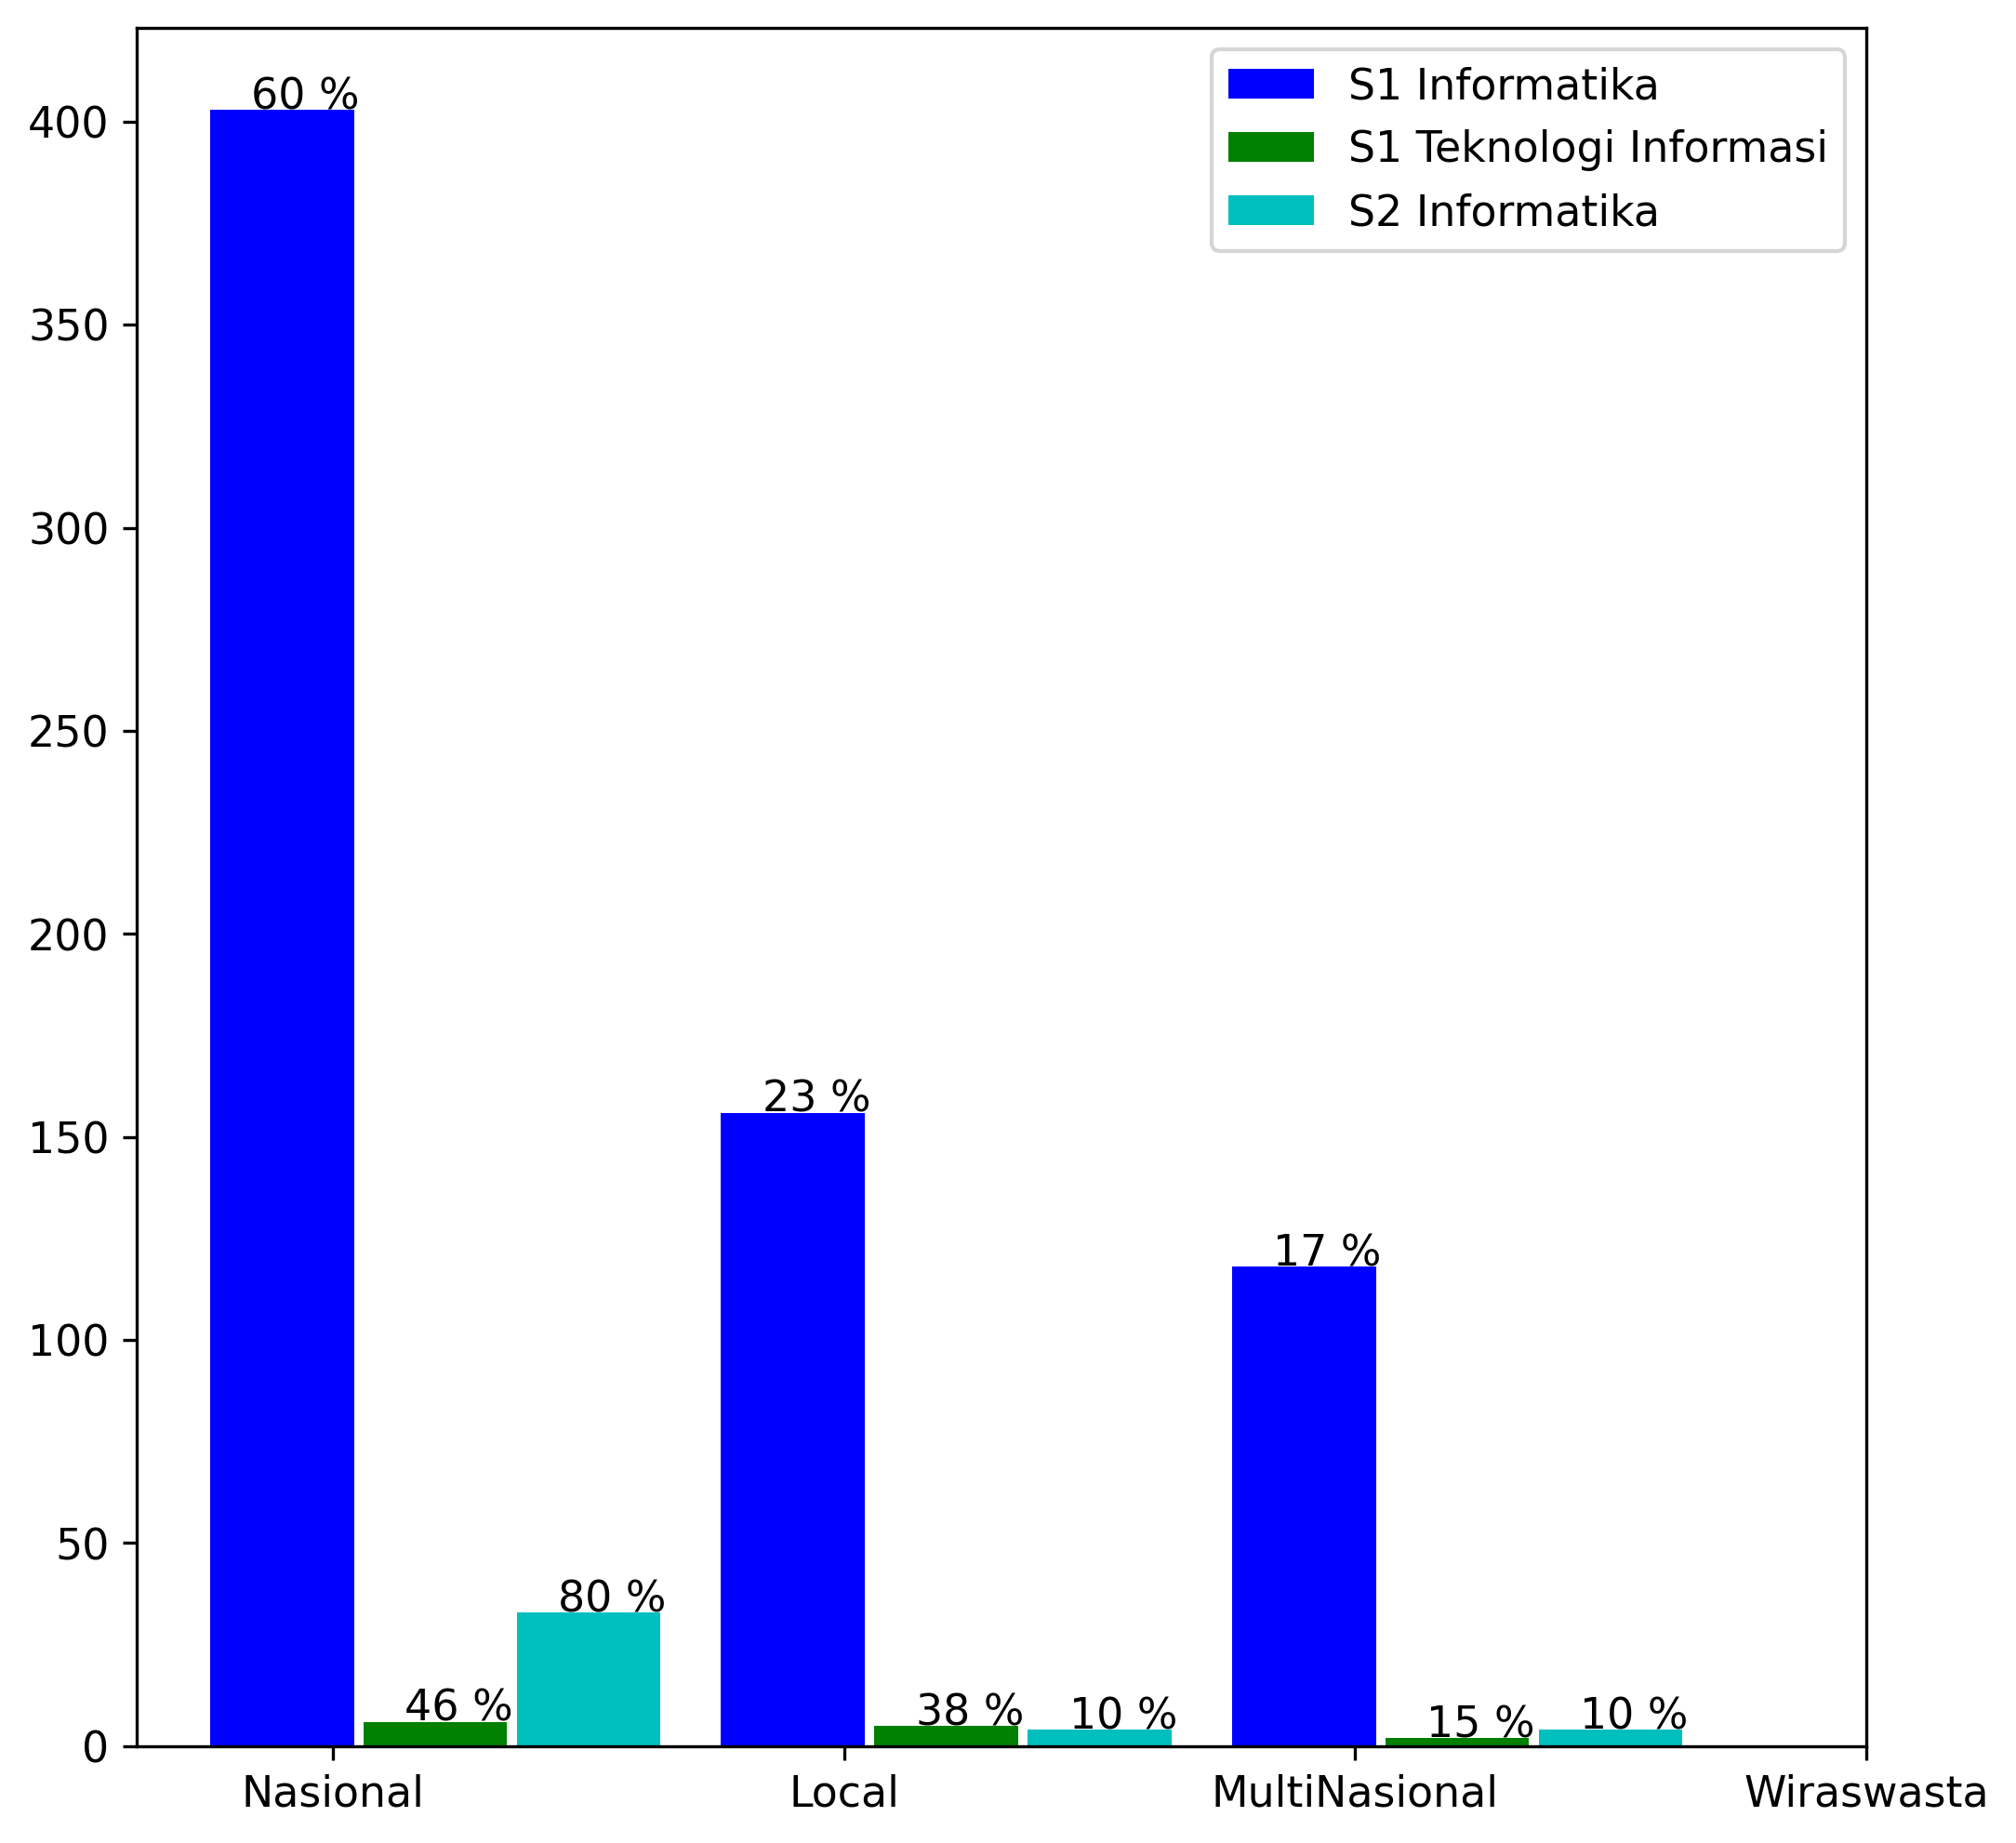 S1 Informatika
S1 Teknologi Informasi
S2 Informatika
400
350
300
250
200
150
100
50
0
60 %
46 %
80 %
23 %
38 %
10 %
17 %
15 %
10 %
Nasional
Local
MultiNasional
Wiraswasta